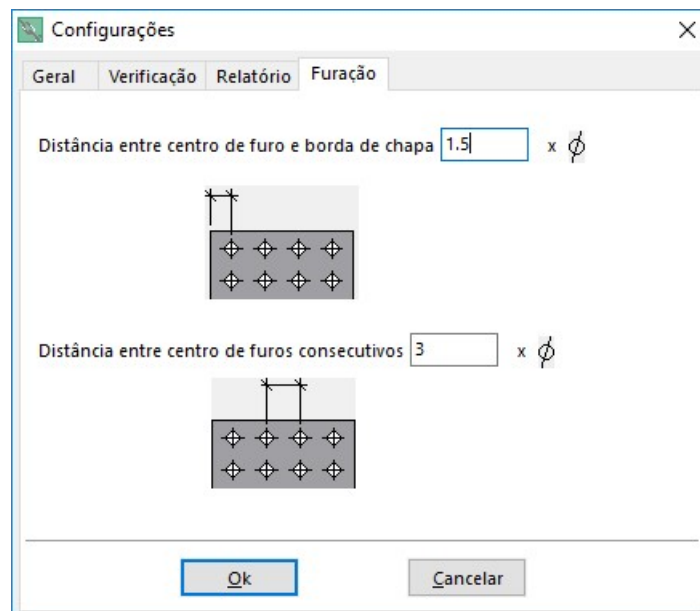 Configurações
Geral Verificação Relatório Furação
Distância entre centro de furo e borda de chapa 1.5 x ϕ
Distância entre centro de furos consecutivos 3 x ϕ
Ok Cancelar